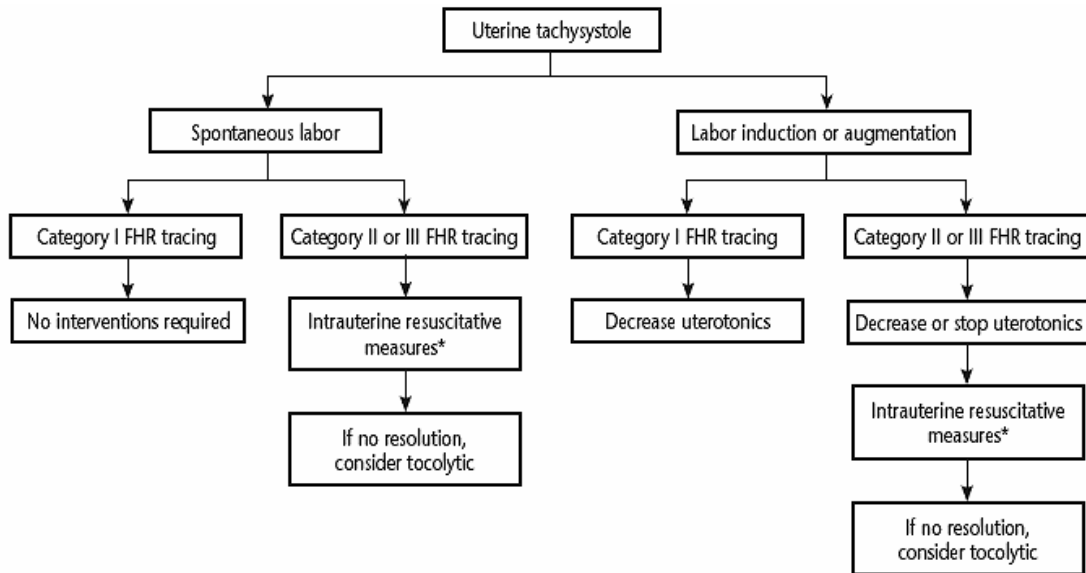 Uterine tachysystole
Spontaneous labor
Labor induction or augmentation
Category I FHR tracing
Category II or III FHR tracing
Category I FHR tracing
Category II or III FHR tracing
No interventions required
Intrauterine resuscitative
measures*
Decrease uterotonics
Decrease or stop uterotonics
If no resolution,
consider tocolytic
Intrauterine resuscitative
measures*
If no resolution,
consider tocolytic